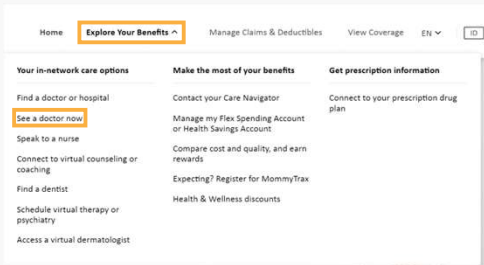 Home Explore Your Benefits Manage Claims & Deductibles View Coverage EN ID
Your in-network care options
Find a doctor or hospital
See a doctor now
Speak to a nurse
Connect to virtual counseling or
coaching
Find a dentist
Schedule virtual therapy or
psychiatry
Access a virtual dermatologist
Make the most of your benefits
Contact your Care Navigator
Manage my Flex Spending Account
or Health Savings Account
Compare cost and quality, and earn
rewards
Expecting? Register for MommyTrax
Health & Wellness discounts
Get prescription information
Connect to your prescription drug
plan